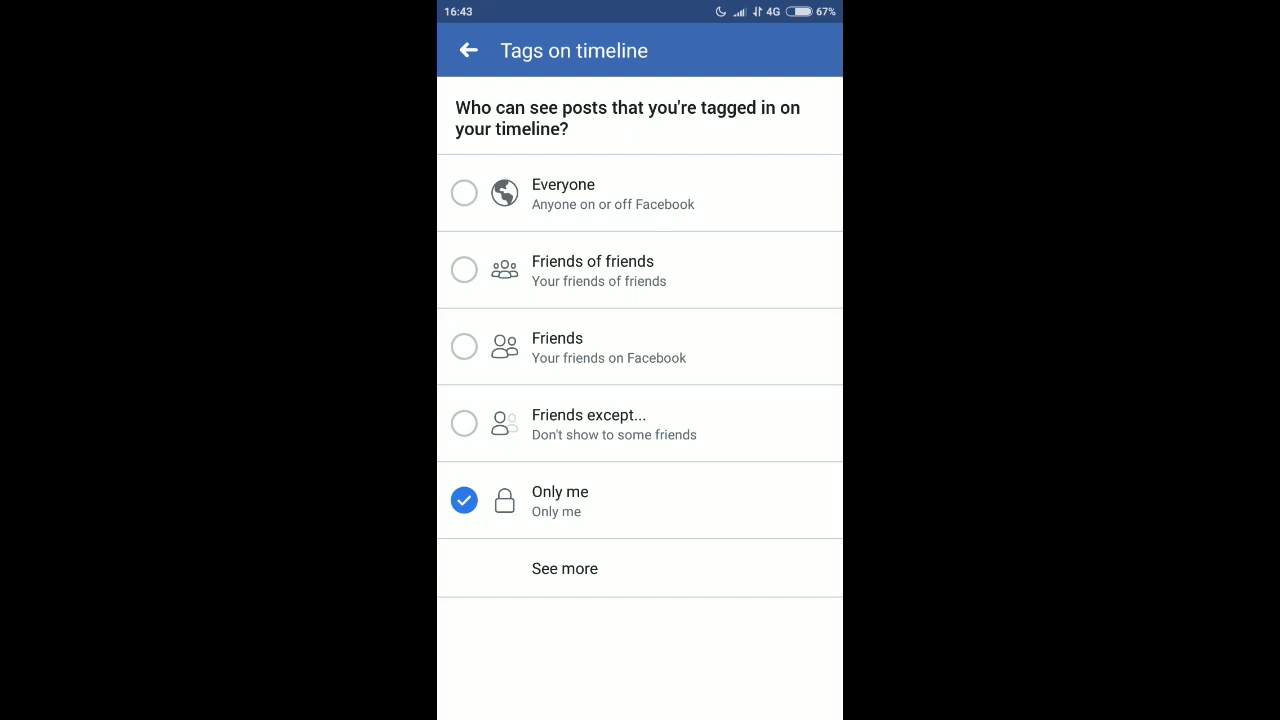 16:43 4G 67%
Tags on timeline
Who can see posts that you're tagged in on
your timeline?
Everyone
Anyone on or off Facebook
Friends of friends
Your friends of friends
Friends
Your friends on Facebook
Friends except...
Don't show to some friends
Only me
Only me
See more